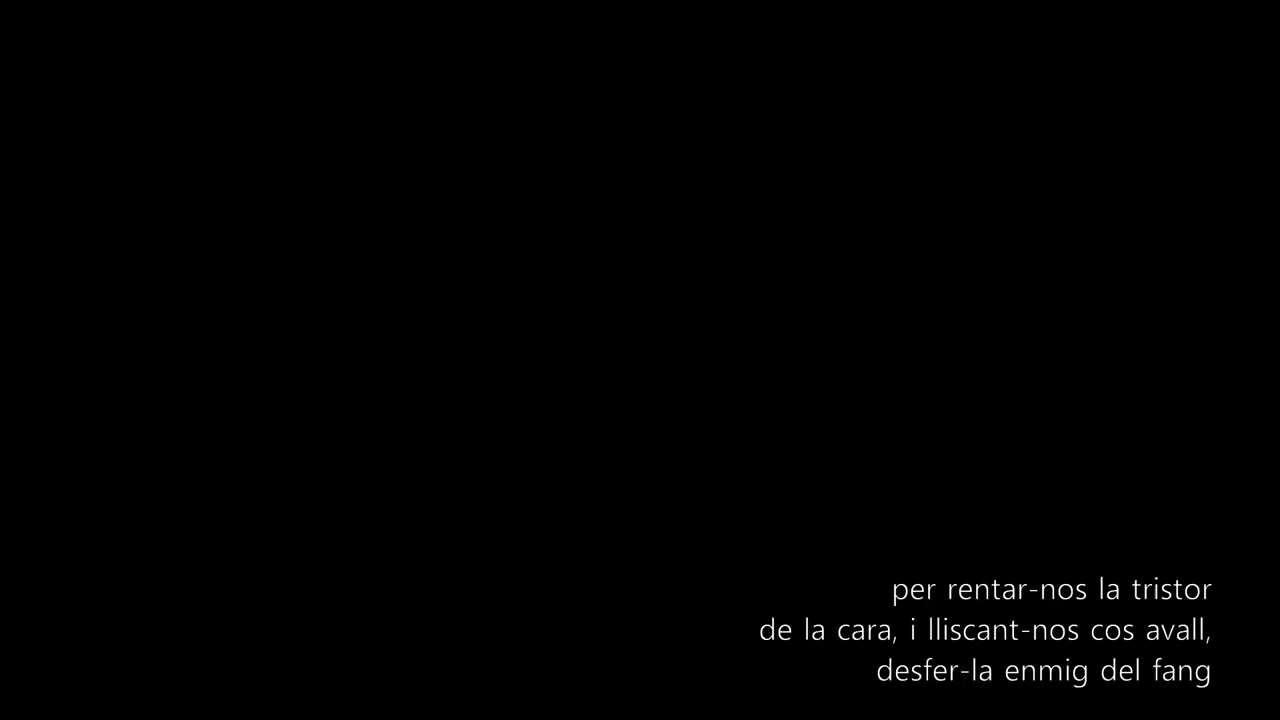 per rentar-nos la tristor
de la cara, i lliscant-nos cos avall,
desfer-la enmig del fang